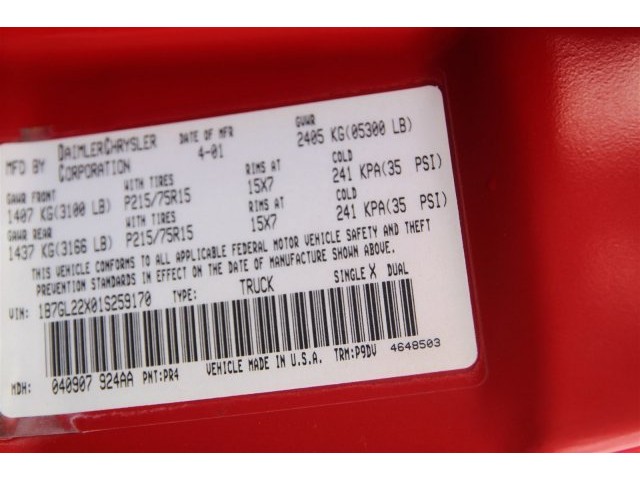 MFD BY DAIMLERCHRYSLER CORPORATION DATE OF MFR 4-01 GVWR 2405 KG(05300 LB)
GAWR FRONT 1407 KG(3100 LB) WITH TIRES P215/75R15 RIMS AT 15X7 COLD 241 KPA(35 PSI)
GAWR REAR 1437 KG(3166 LB) WITH TIRES P215/75R15 RIMS AT 15X7 COLD 241 KPA(35 PSI)
THIS VEHICLE CONFORMS TO ALL APPLICABLE FEDERAL MOTOR VEHICLE SAFETY AND THEFT
PREVENTION STANDARDS IN EFFECT ON THE DATE OF MANUFACTURE SHOWN ABOVE.
VIN: 1B7GL22X01S259170 TYPE: TRUCK SINGLE X DUAL
MDH: 040907 924AA PNT:PR4 VEHICLE MADE IN U.S.A. TRM:P9DV 4648503